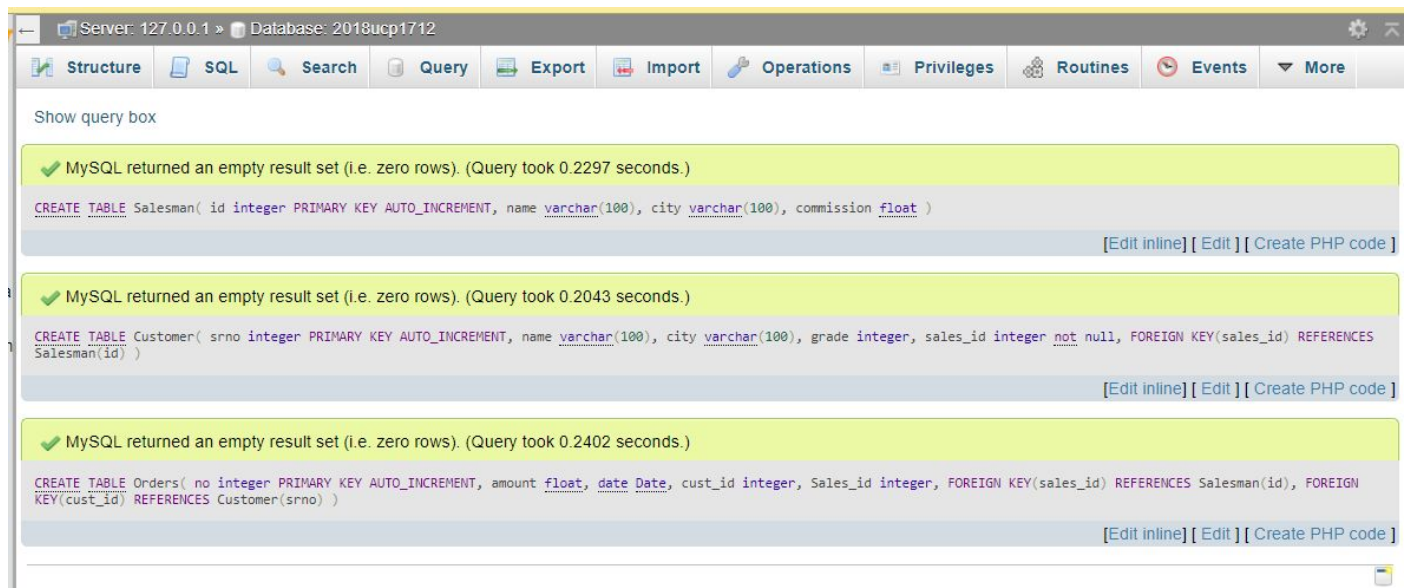 Server: 127.0.0.1 » Database: 2018ucp1712
Structure SQL Search Query Export Import Operations Privileges Routines Events More
Show query box
MySQL returned an empty result set (i.e. zero rows). (Query took 0.2297 seconds.)
CREATE TABLE Salesman( id integer PRIMARY KEY AUTO_INCREMENT, name varchar(100), city varchar(100), commission float )
[Edit inline] [ Edit ] [ Create PHP code ]
MySQL returned an empty result set (i.e. zero rows). (Query took 0.2043 seconds.)
CREATE TABLE Customer( srno integer PRIMARY KEY AUTO_INCREMENT, name varchar(100), city varchar(100), grade integer, sales_id integer not null, FOREIGN KEY(sales_id) REFERENCES
Salesman(id) )
[Edit inline] [ Edit ] [ Create PHP code ]
MySQL returned an empty result set (i.e. zero rows). (Query took 0.2402 seconds.)
CREATE TABLE Orders( no integer PRIMARY KEY AUTO_INCREMENT, amount float, date Date, cust_id integer, Sales_id integer, FOREIGN KEY(sales_id) REFERENCES Salesman(id), FOREIGN
KEY(cust_id) REFERENCES Customer(srno) )
[Edit inline] [ Edit ] [ Create PHP code ]